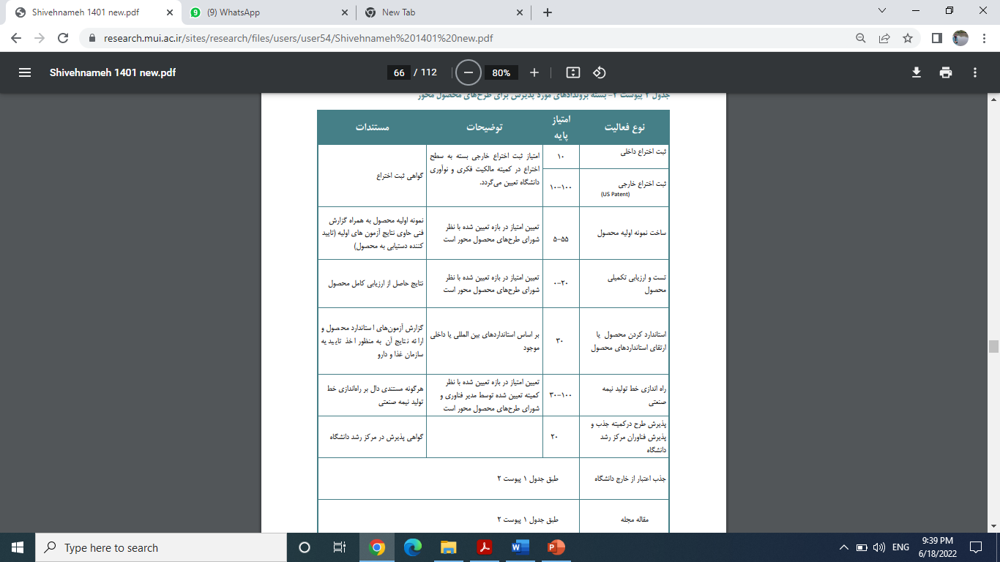 Shivehnameh 1401 new.pdf
(9) WhatsApp
New Tab
research.mui.ac.ir/sites/research/files/users/user54/Shivehnameh%201401%20new.pdf
Shivehnameh 1401 new.pdf
66 / 112
80%
جدول ۲ پیوست ۲- بسته برونداد‌های مورد پذیرش برای طرح‌های محصول محور
نوع فعالیت
امتیاز
پایه
توضیحات
مستندات
ثبت اختراع داخلی
۱۰
امتیاز ثبت اختراع خارجی بسته به سطح
اختراع در کمیته مالکیت فکری و نوآوری
دانشگاه تعیین می‌گردد.
گواهی ثبت اختراع
ثبت اختراع خارجی
(US Patent)
۱۰-۱۰۰
ساخت نمونه اولیه محصول
۵-۵۵
تعیین امتیاز در بازه تعیین شده با نظر
شورای طرح‌های محصول محور است
نمونه اولیه محصول به همراه گزارش
فنی حاوی نتایج آزمون های اولیه (تایید
کننده دستیابی به محصول)
تست و ارزیابی تکمیلی
محصول
۰-۲۰
تعیین امتیاز در بازه تعیین شده با نظر
شورای طرح‌های محصول محور است
نتایج حاصل از ارزیابی کامل محصول
استاندارد کردن محصول یا
ارتقای استانداردهای محصول
۳۰
بر اساس استانداردهای بین المللی یا داخلی
موجود
گزارش آزمون‌های استاندارد محصول و
ارائه نتایج آن به منظور اخذ تاییدیه
سازمان غذا و دارو
راه اندازی خط تولید نیمه
صنعتی
۳۰-۱۰۰
تعیین امتیاز در بازه تعیین شده با نظر
کمیته تعیین شده توسط مدیر فناوری و
شورای طرح‌های محصول محور است
هرگونه مستندی دال بر راه‌اندازی خط
تولید نیمه صنعتی
پذیرش طرح درکمیته جذب و
پذیرش فناوران مرکز رشد
دانشگاه
۲۰
گواهی پذیرش در مرکز رشد دانشگاه
جذب اعتبار از خارج دانشگاه
طبق جدول ۱ پیوست ۲
مقاله مجله
طبق جدول ۱ پیوست ۲
Type here to search
ENG
9:39 PM
6/18/2022